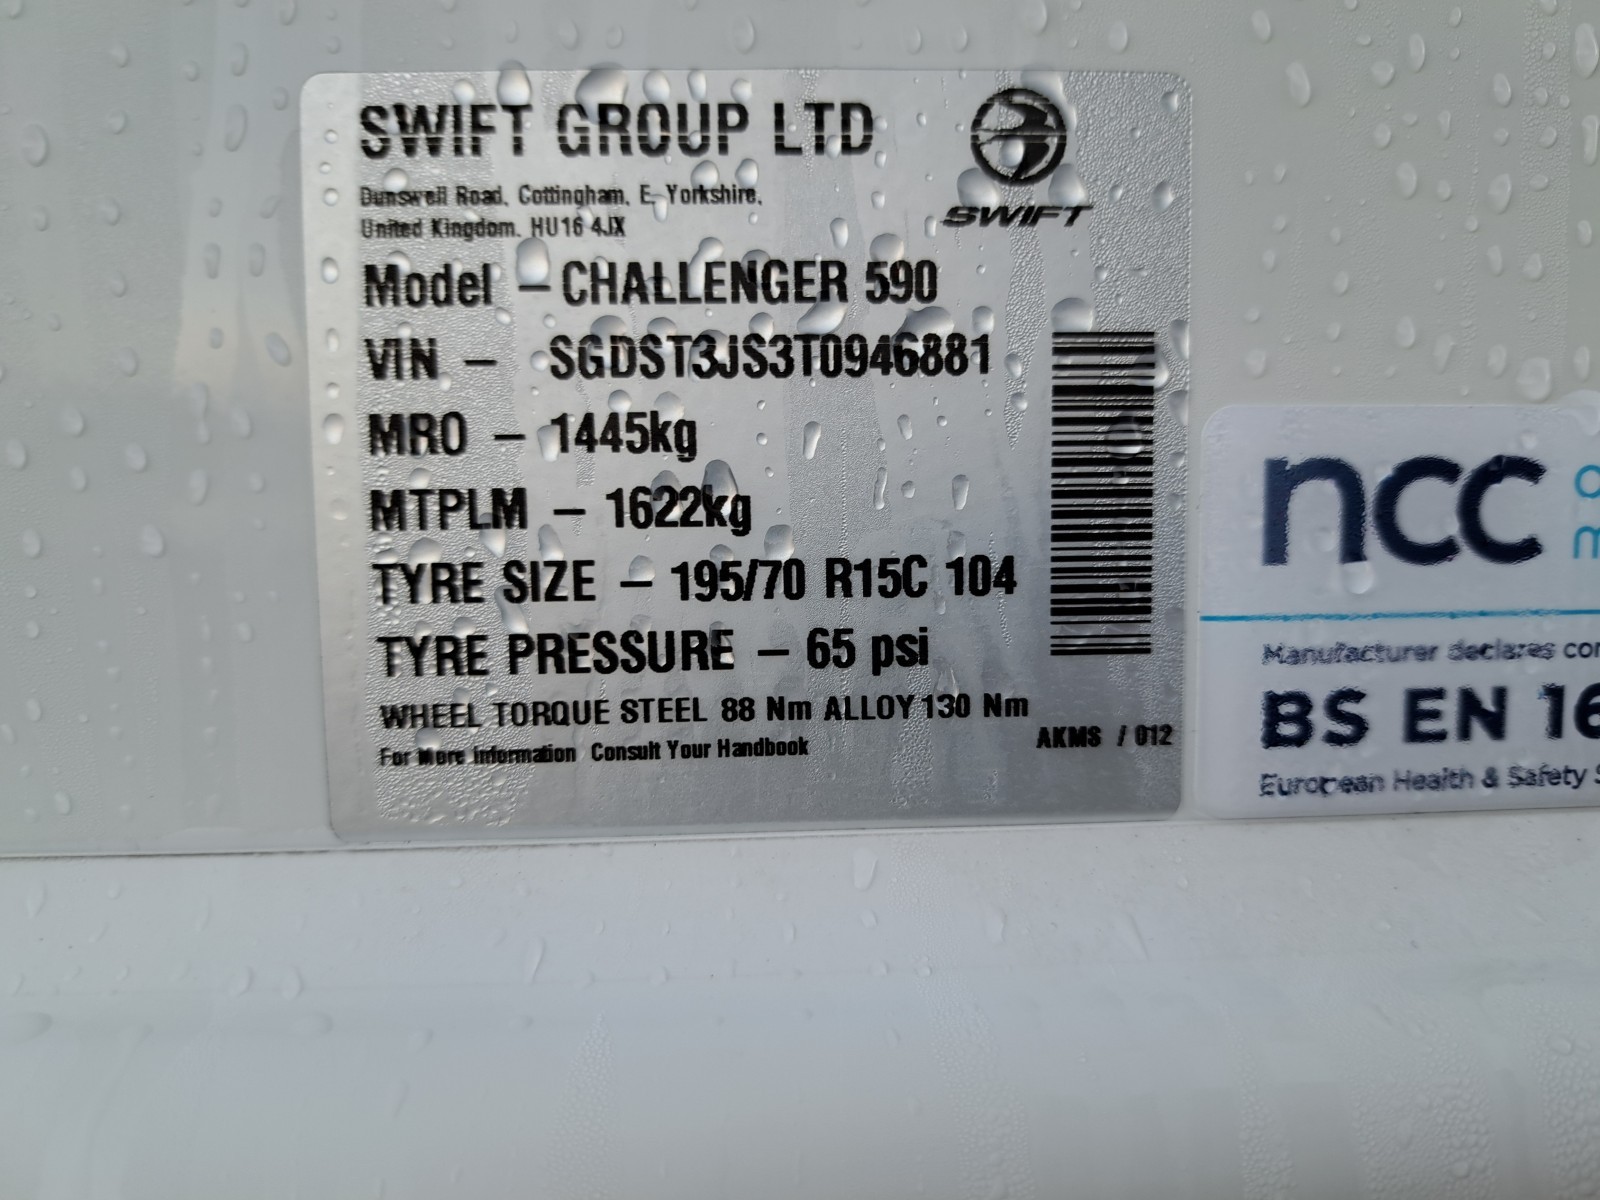 SWIFT GROUP LTD
SWIFT
Dunswell Road, Cottingham, E. Yorkshire,
United Kingdom. HU16 4JX
Model – CHALLENGER 590
VIN – SGDST3JS3T0946881
MRO – 1445kg
MTPLM – 1622kg
TYRE SIZE – 195/70 R15C 104
TYRE PRESSURE – 65 psi
WHEEL TORQUE STEEL 88 Nm ALLOY 130 Nm
For More information Consult Your Handbook
AKMS / 012
ncc
Manufacturer declares
BS EN 16
European Health & Safety